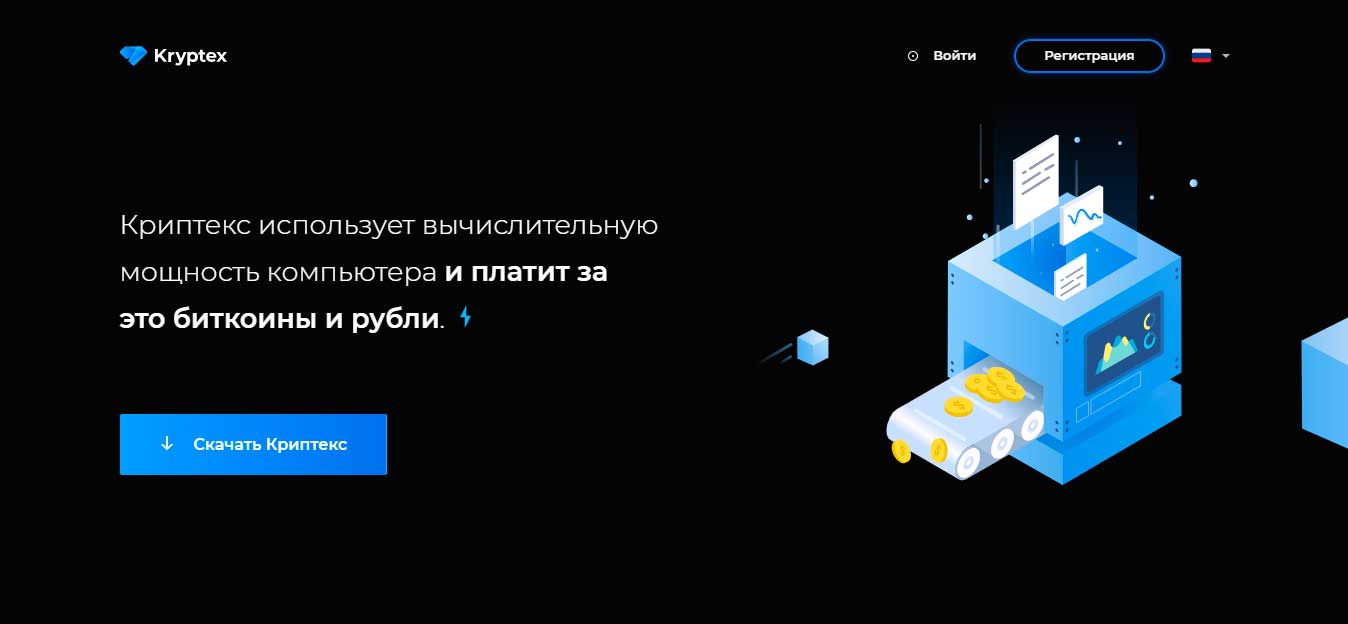 Kryptex
Войти
Регистрация
Криптекс использует вычислительную
мощность компьютера и платит за
это биткоины и рубли.
Скачать Криптекс